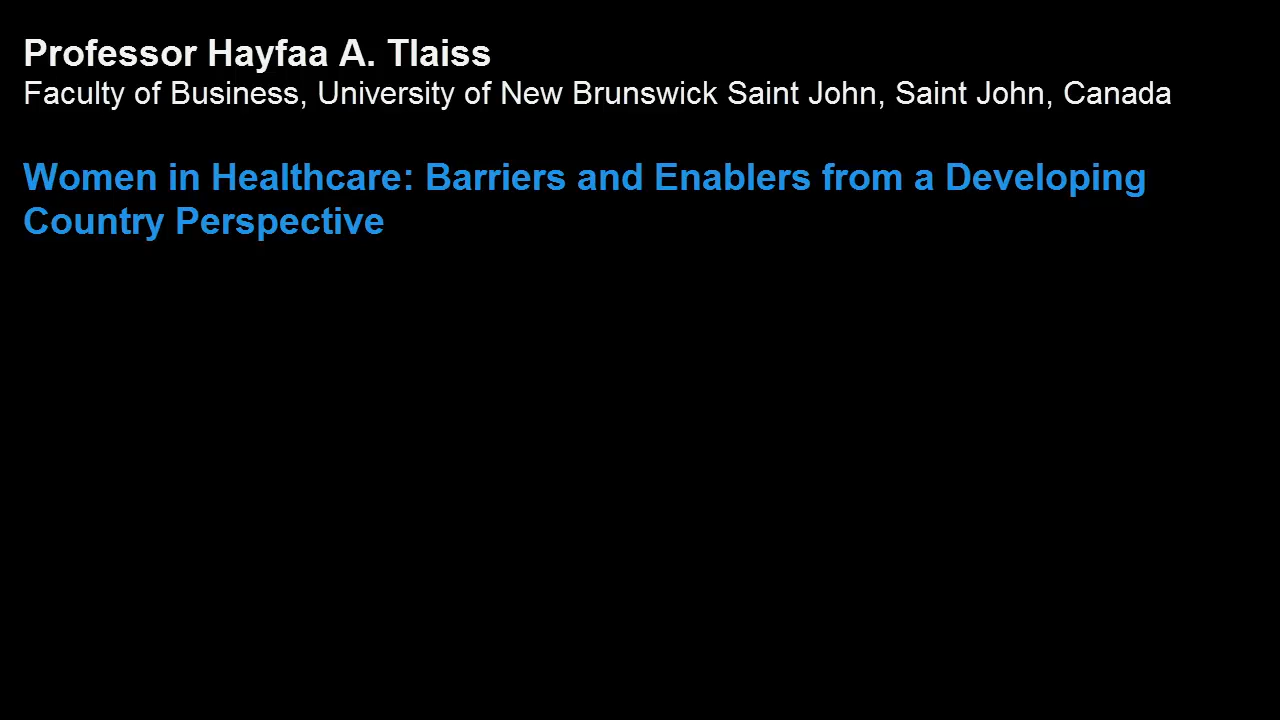 Professor Hayfaa A. Tlaiss
Faculty of Business, University of New Brunswick Saint John, Saint John, Canada
Women in Healthcare: Barriers and Enablers from a Developing
Country Perspective